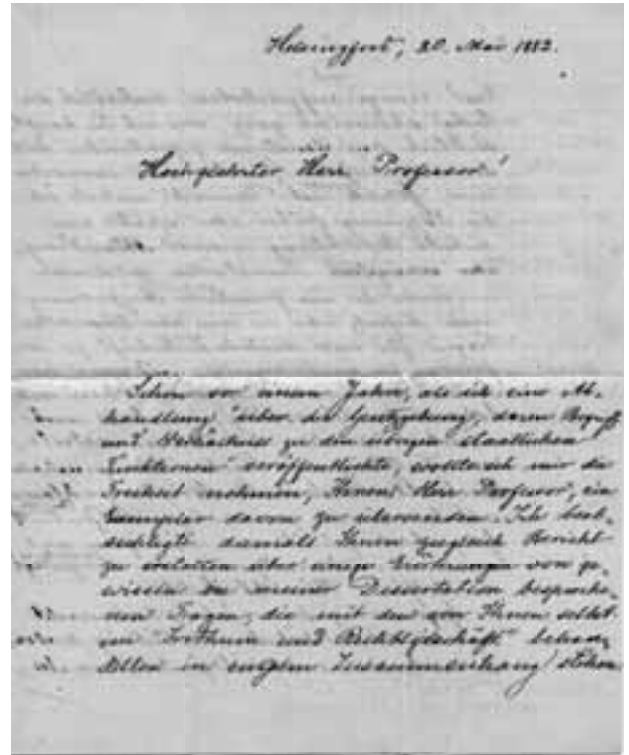 Helsingfors, 20. Mai 1882.
Hochgeehrter Herr Professor!
Schon vor einem Jahr, als ich eine Ab-
handlung "über die Gesetzgebung, deren Begriff
und Verhältniss zu den übrigen staatlichen
Funktionen" veröffentlichte, wollte ich mir die
Freiheit nehmen, Ihnen, Herr Professor, ein
Exemplar davon zu übersenden. Ich beab-
sichtigte damals Ihnen zugleich Bericht
zu erstatten über einige Erörterungen von ge-
wissen in meiner Dissertation besproche-
nen Fragen, die mit den von Ihnen selbst
im "Irrthum und Rechtsgeschäft" behan-
delten in engem Zusammenhang stehen